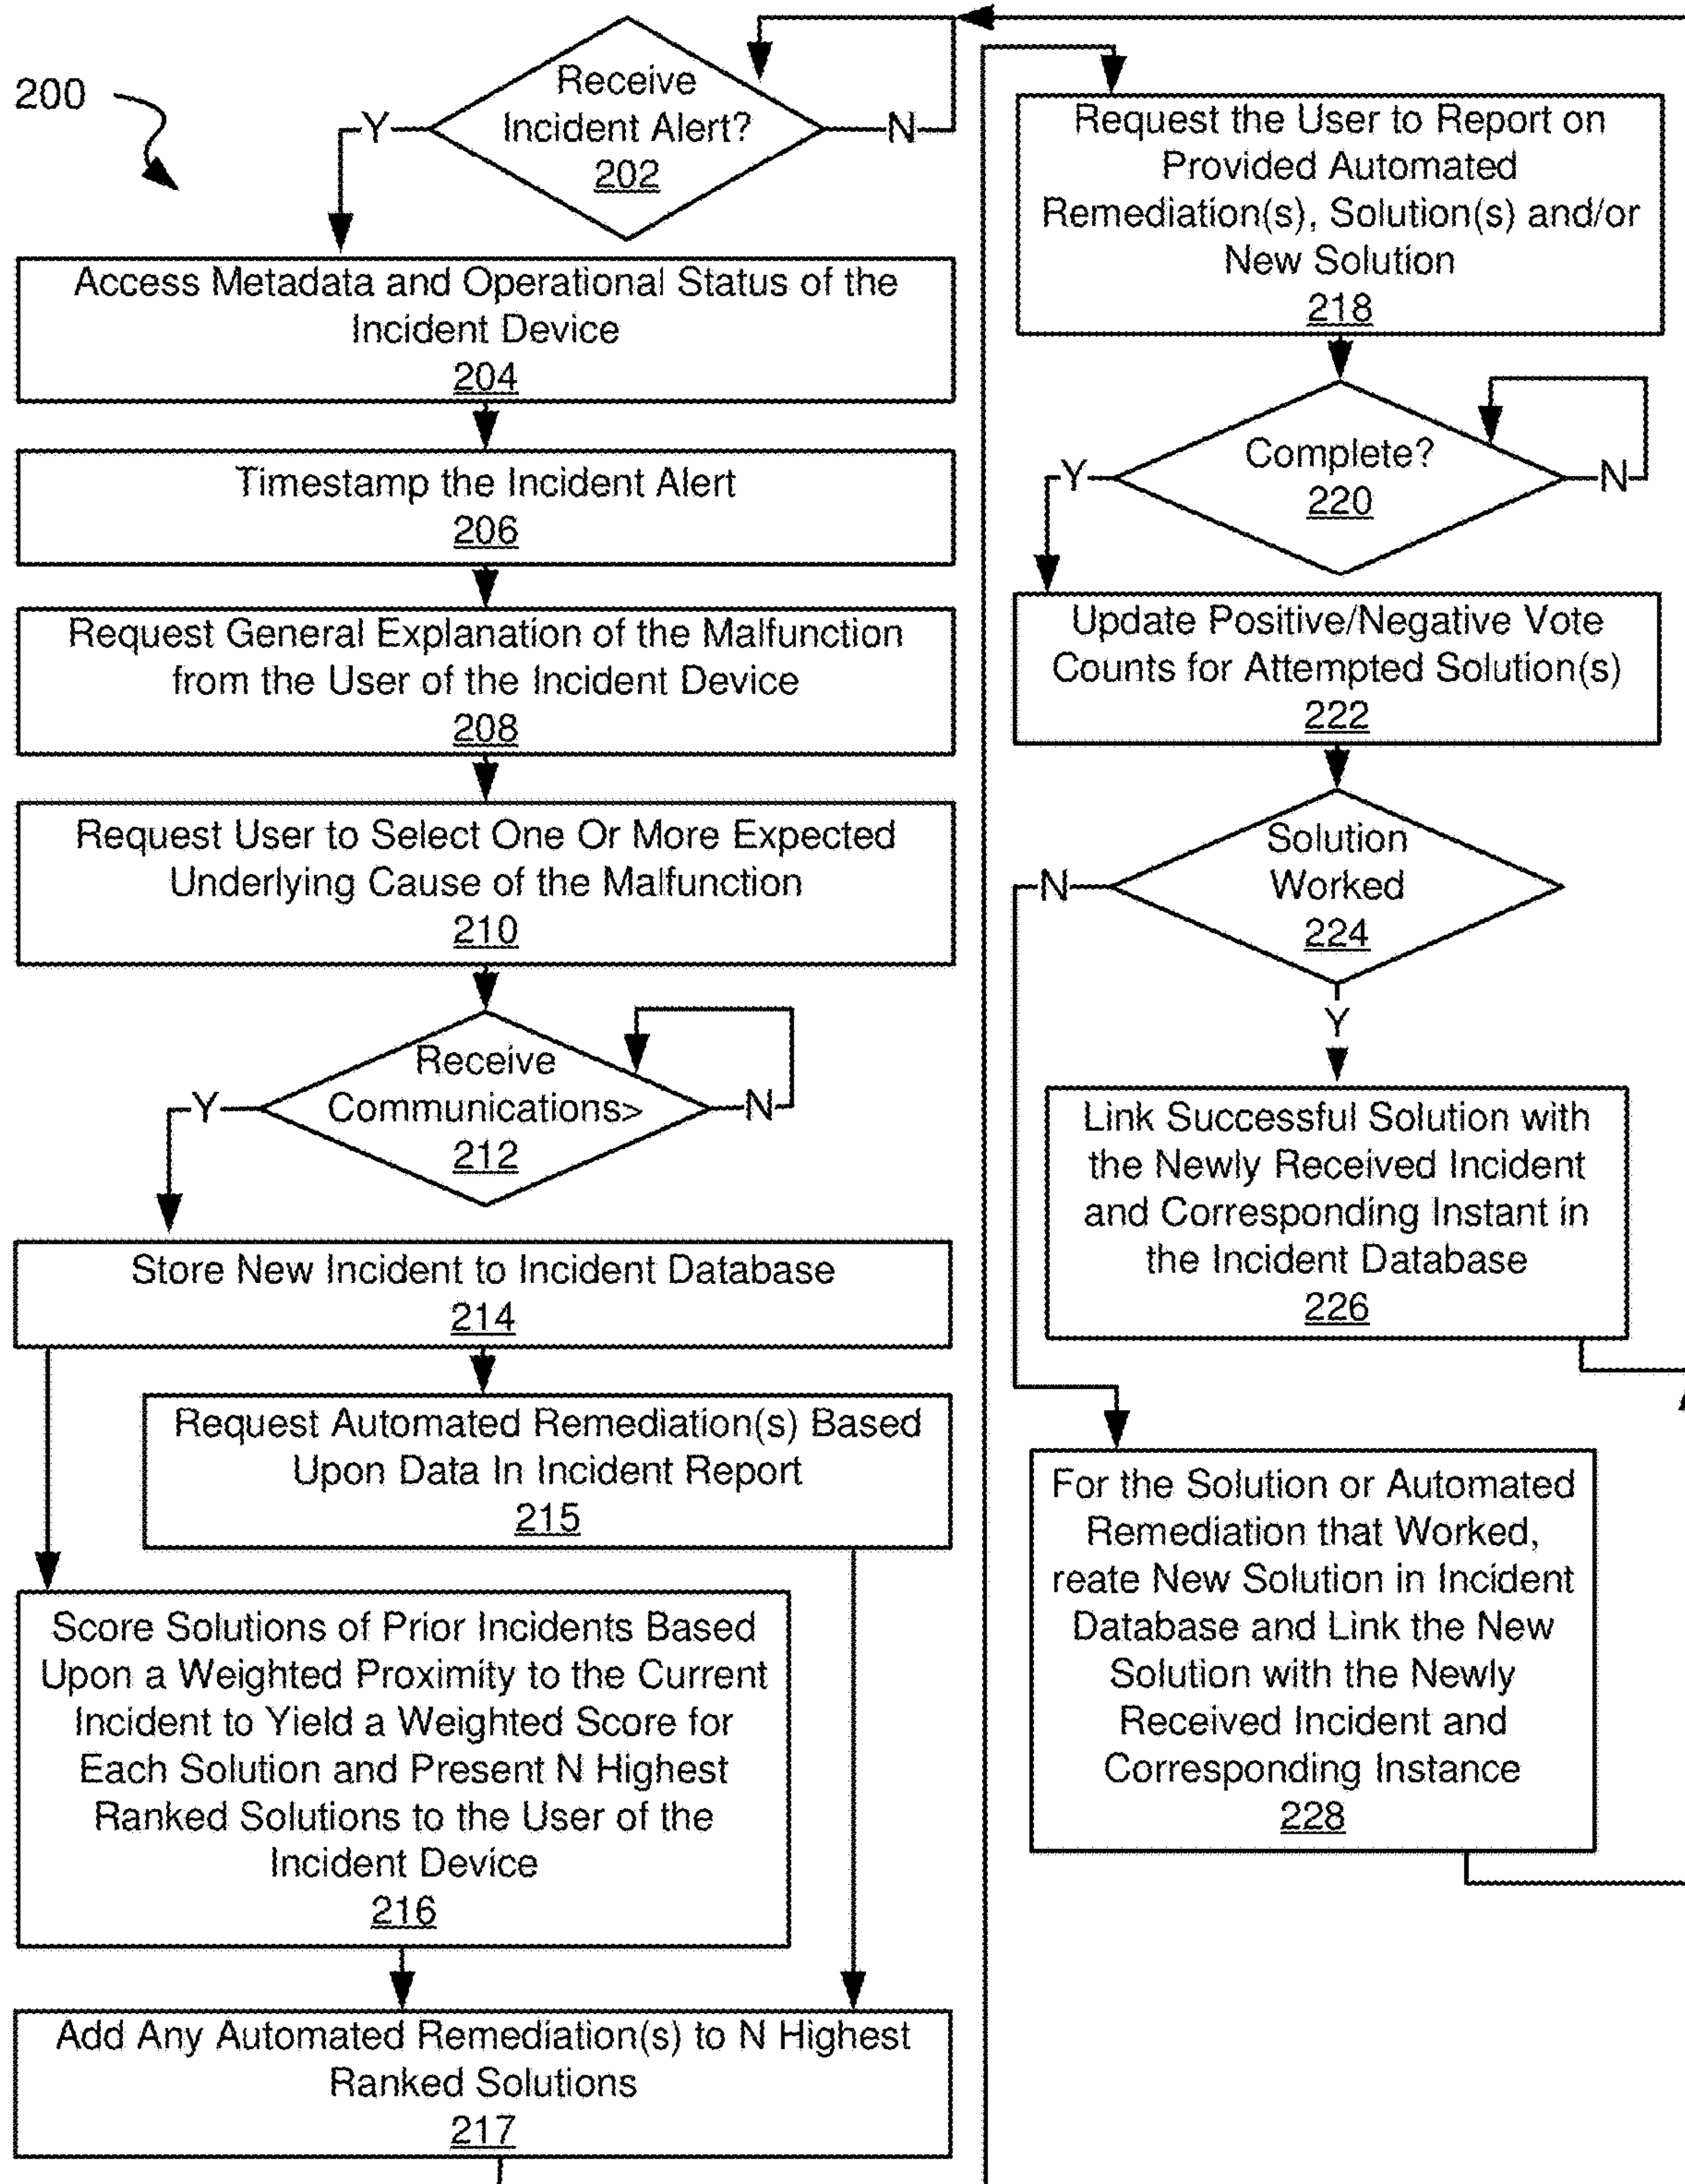 200
Receive
Incident Alert?
202
Y
N
Access Metadata and Operational Status of the
Incident Device
204
Timestamp the Incident Alert
206
Request General Explanation of the Malfunction
from the User of the Incident Device
208
Request User to Select One Or More Expected
Underlying Cause of the Malfunction
210
Receive
Communications>
212
Y
N
Store New Incident to Incident Database
214
Request Automated Remediation(s) Based
Upon Data In Incident Report
215
Score Solutions of Prior Incidents Based
Upon a Weighted Proximity to the Current
Incident to Yield a Weighted Score for
Each Solution and Present N Highest
Ranked Solutions to the User of the
Incident Device
216
Add Any Automated Remediation(s) to N Highest
Ranked Solutions
217
Request the User to Report on
Provided Automated
Remediation(s), Solution(s) and/or
New Solution
218
Complete?
220
Y
N
Update Positive/Negative Vote
Counts for Attempted Solution(s)
222
Solution
Worked
224
N
Y
Link Successful Solution with
the Newly Received Incident
and Corresponding Instant in
the Incident Database
226
For the Solution or Automated
Remediation that Worked,
reate New Solution in Incident
Database and Link the New
Solution with the Newly
Received Incident and
Corresponding Instance
228